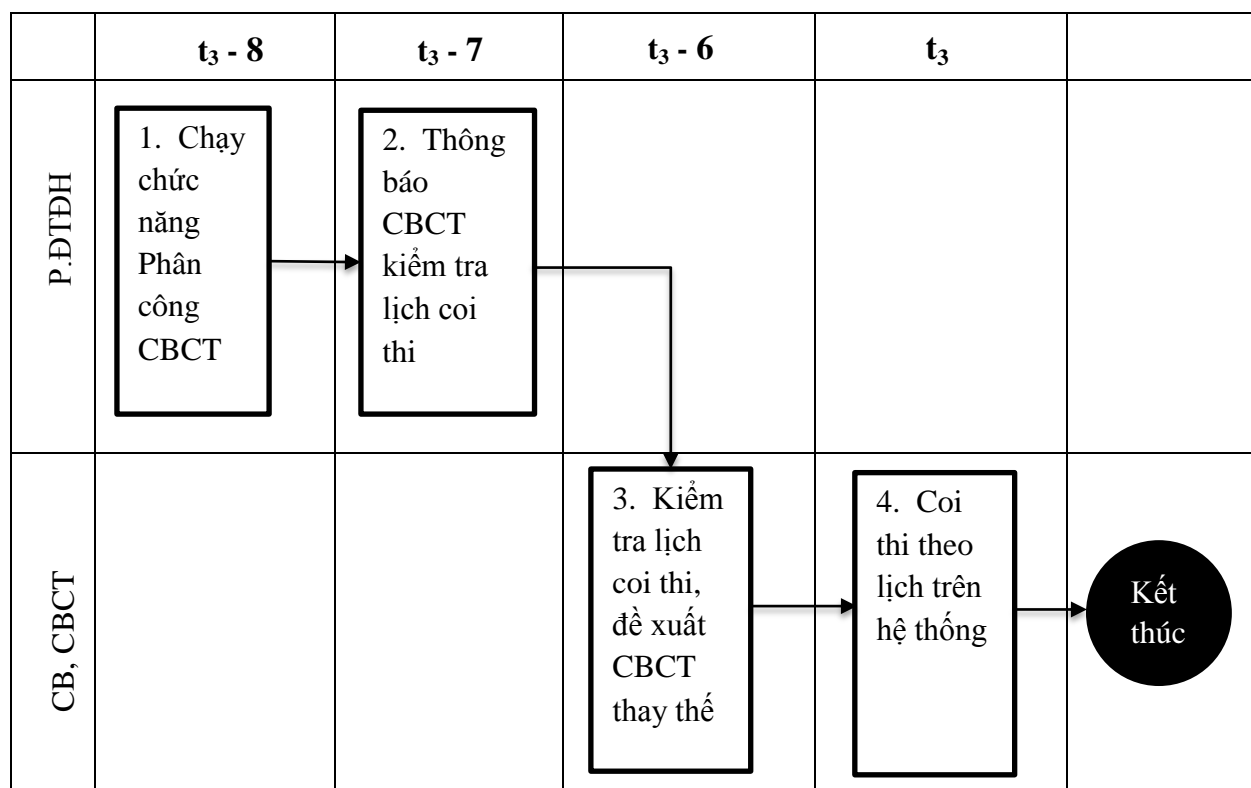 t₃ - 8
t₃ - 7
t₃ - 6
t₃
P.ĐTĐH
1. Chạy
chức
năng
Phân
công
CBCT
2. Thông
báo
CBCT
kiểm tra
lịch coi
thi
CB, CBCT
3. Kiểm
tra lịch
coi thi,
đề xuất
CBCT
thay thế
4. Coi
thi theo
lịch trên
hệ thống
Kết
thúc